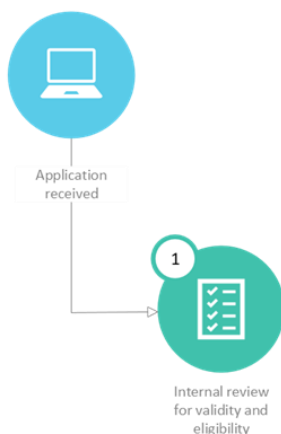 Application
received
1
Internal review
for validity and
eligibility